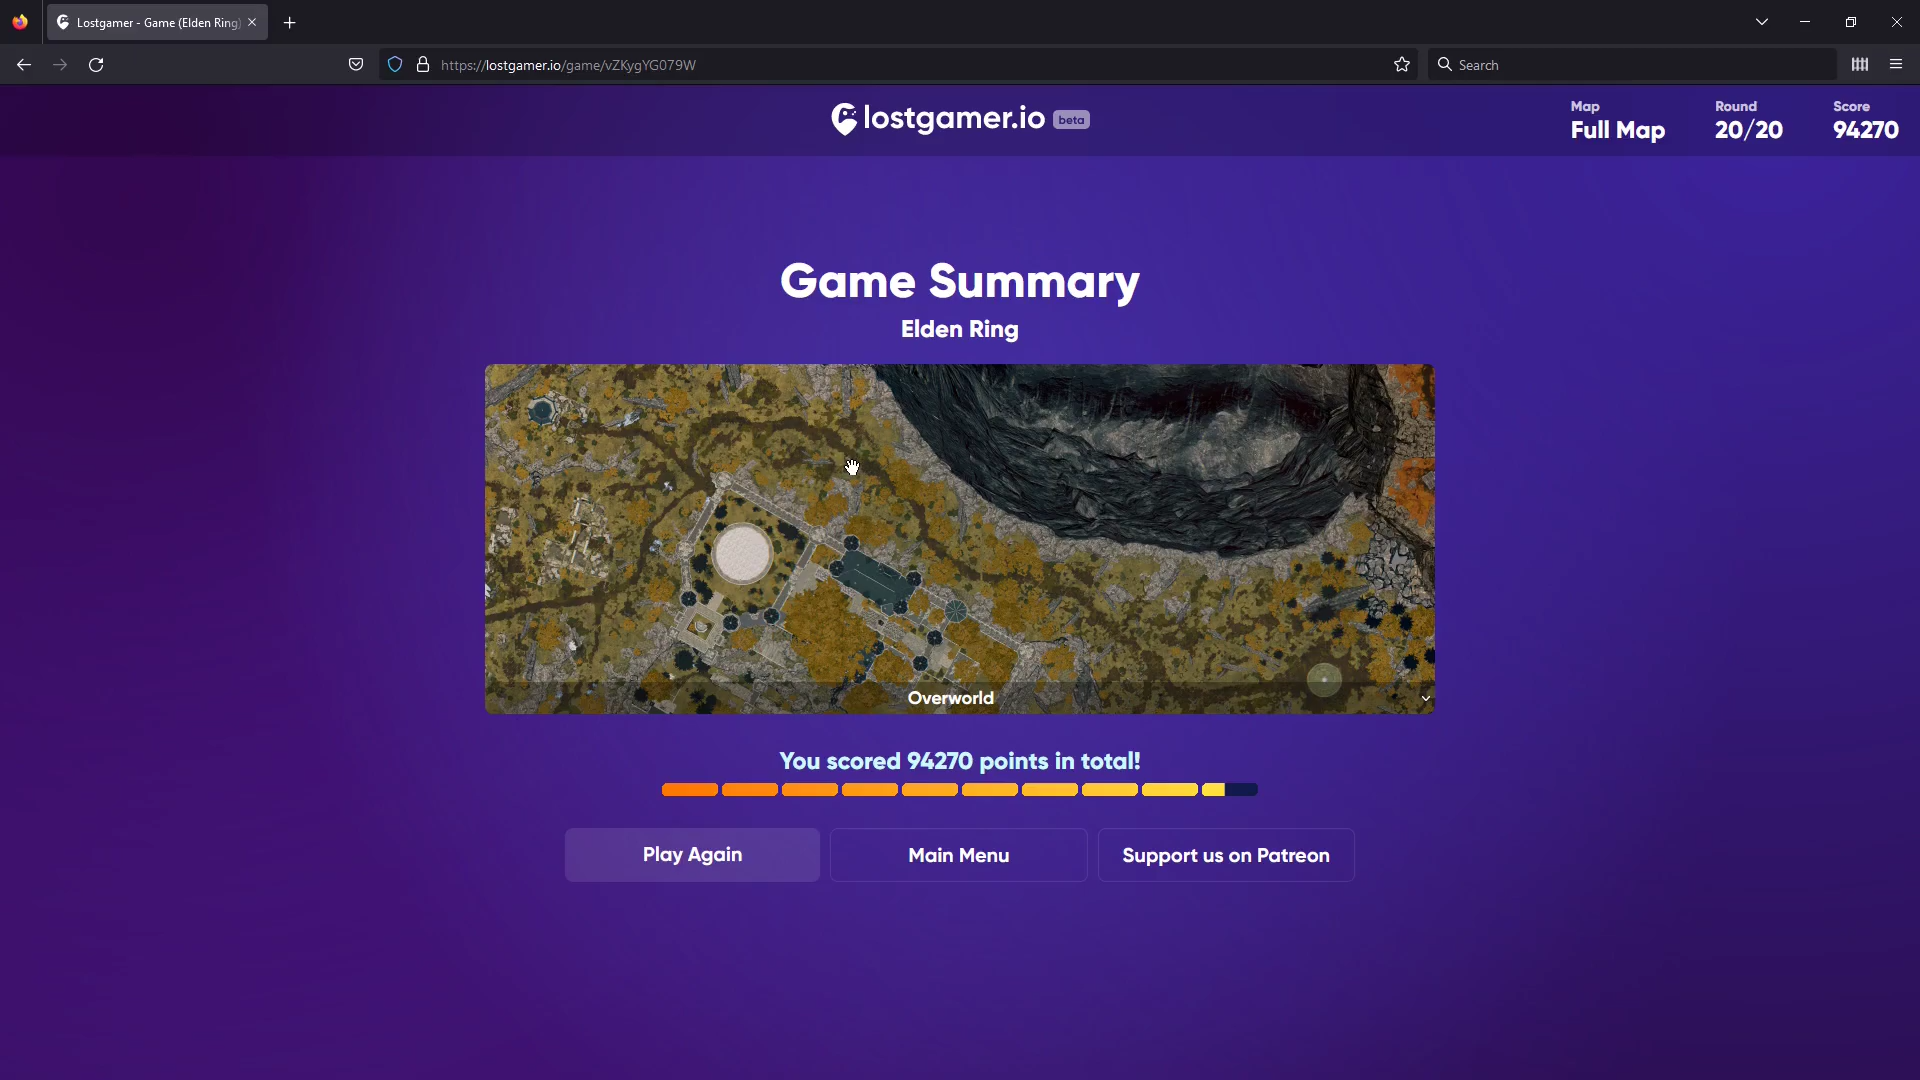 Lostgamer - Game (Elden Ring)
https://lostgamer.io/game/vZKygYG079W
Search
lostgamer.io beta
Map
Full Map
Round
20/20
Score
94270
Game Summary
Elden Ring
Overworld
You scored 94270 points in total!
Play Again
Main Menu
Support us on Patreon